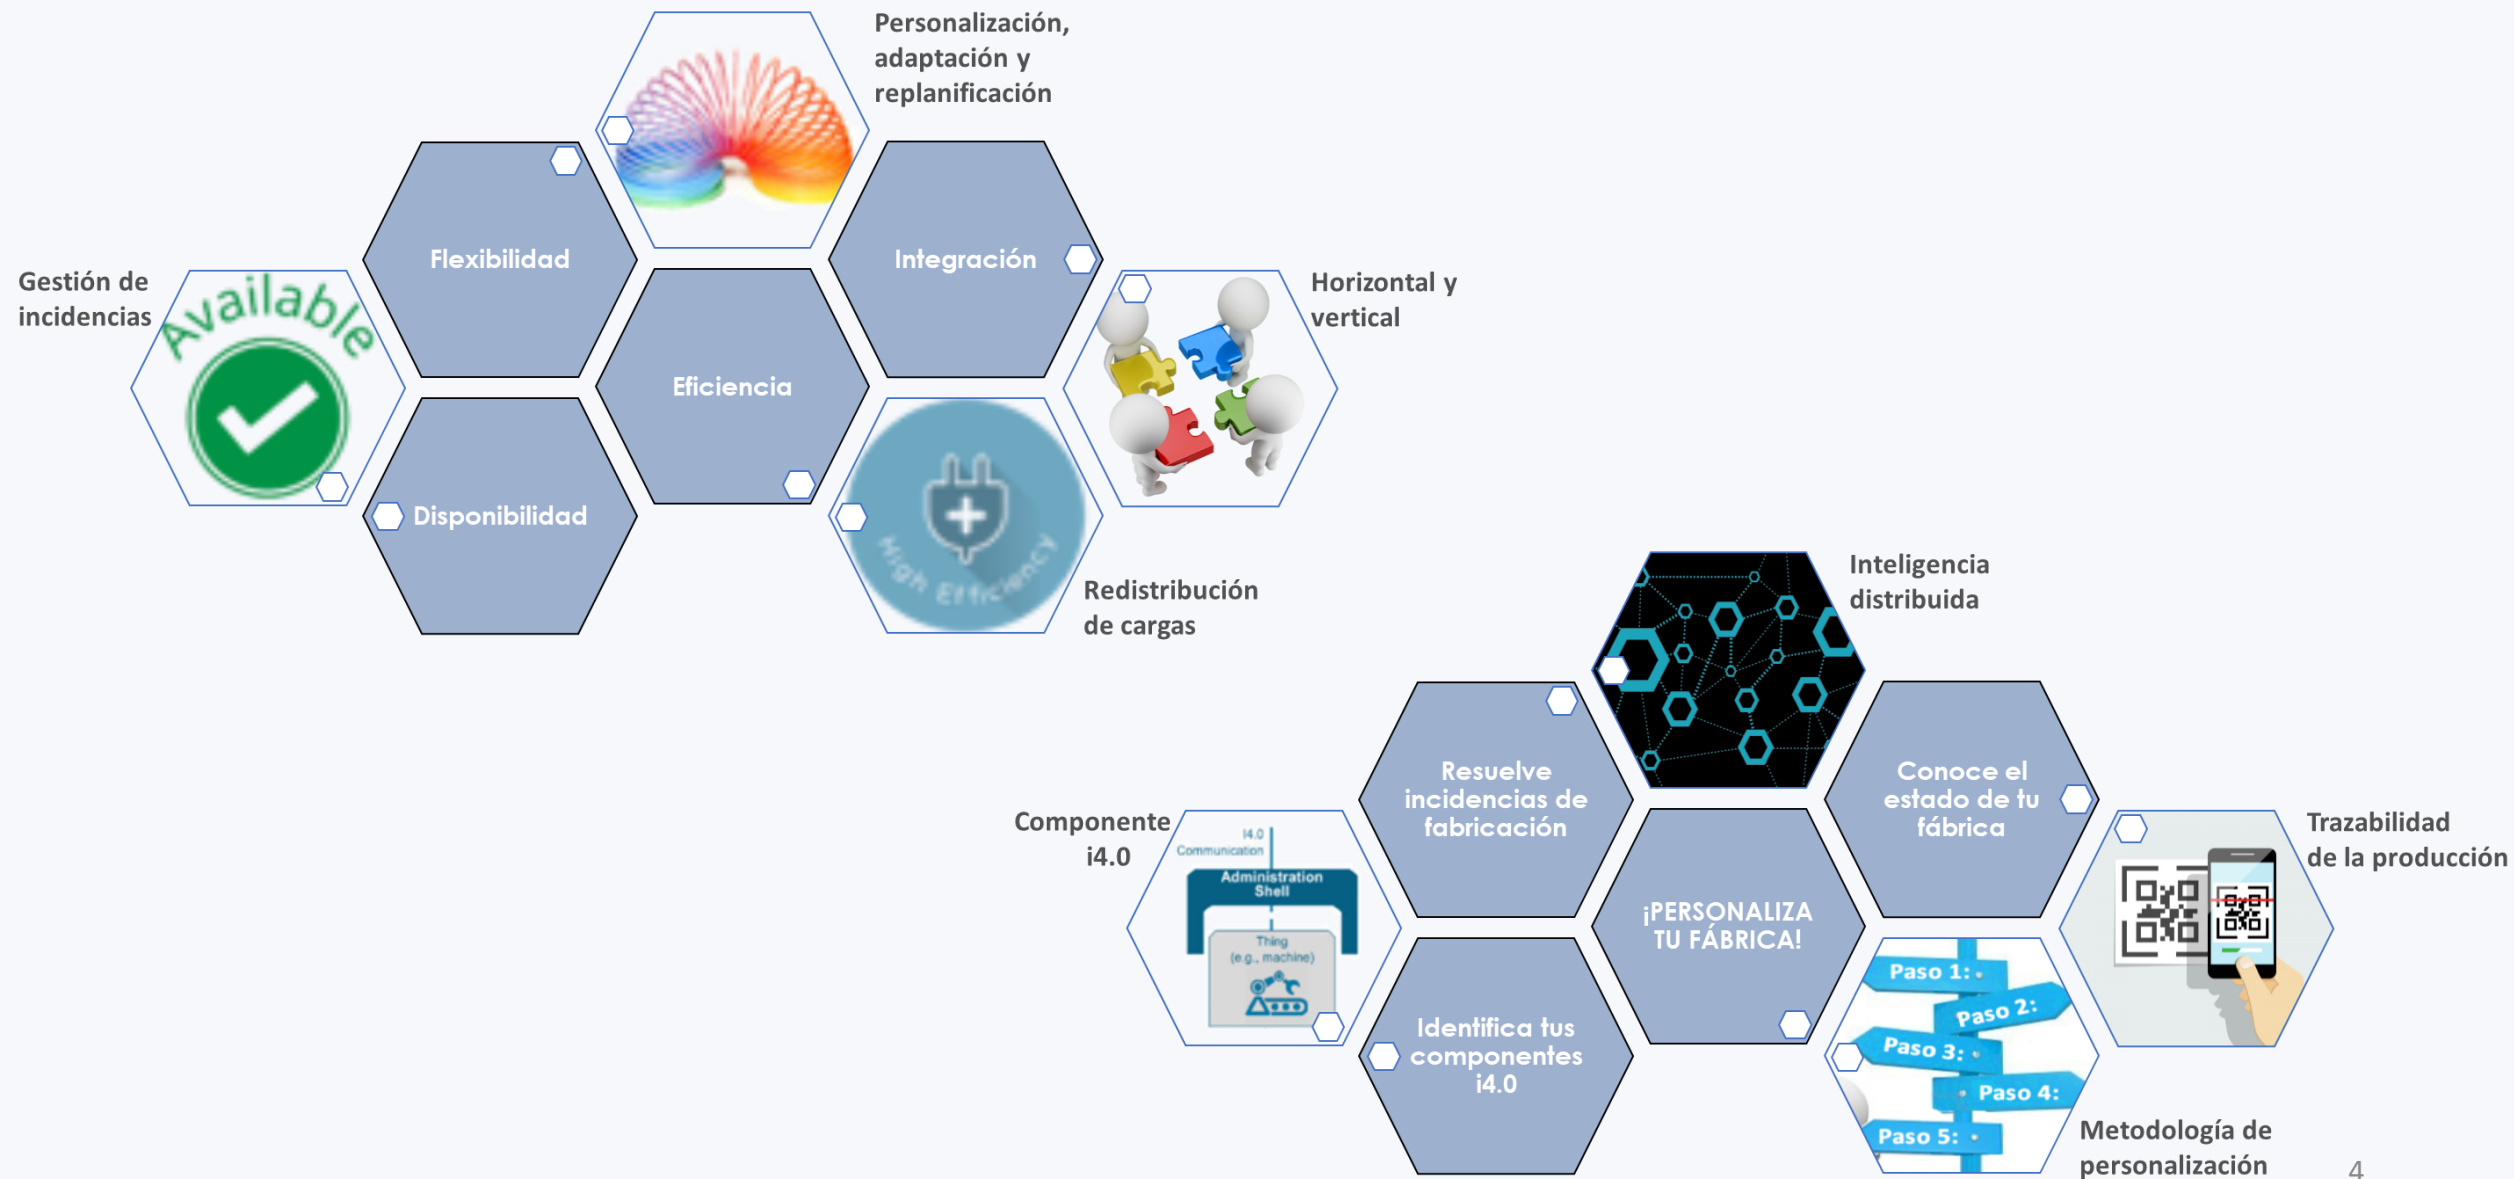 Personalización,
adaptación y
replanificación
Flexibilidad
Integración
Gestión de
incidencias
Available
Horizontal y
vertical
Eficiencia
Disponibilidad
High Efficiency
Redistribución
de cargas
Inteligencia
distribuida
Resuelve
incidencias de
fabricación
Conoce el
estado de tu
fábrica
Componente
i4.0
I4.0
Communication
Administration
Shell
Thing
(e.g., machine)
Trazabilidad
de la producción
¡PERSONALIZA
TU FÁBRICA!
Identifica tus
componentes
i4.0
Paso 1:
Paso 2:
Paso 3:
Paso 4:
Paso 5:
Metodología de
personalización
4